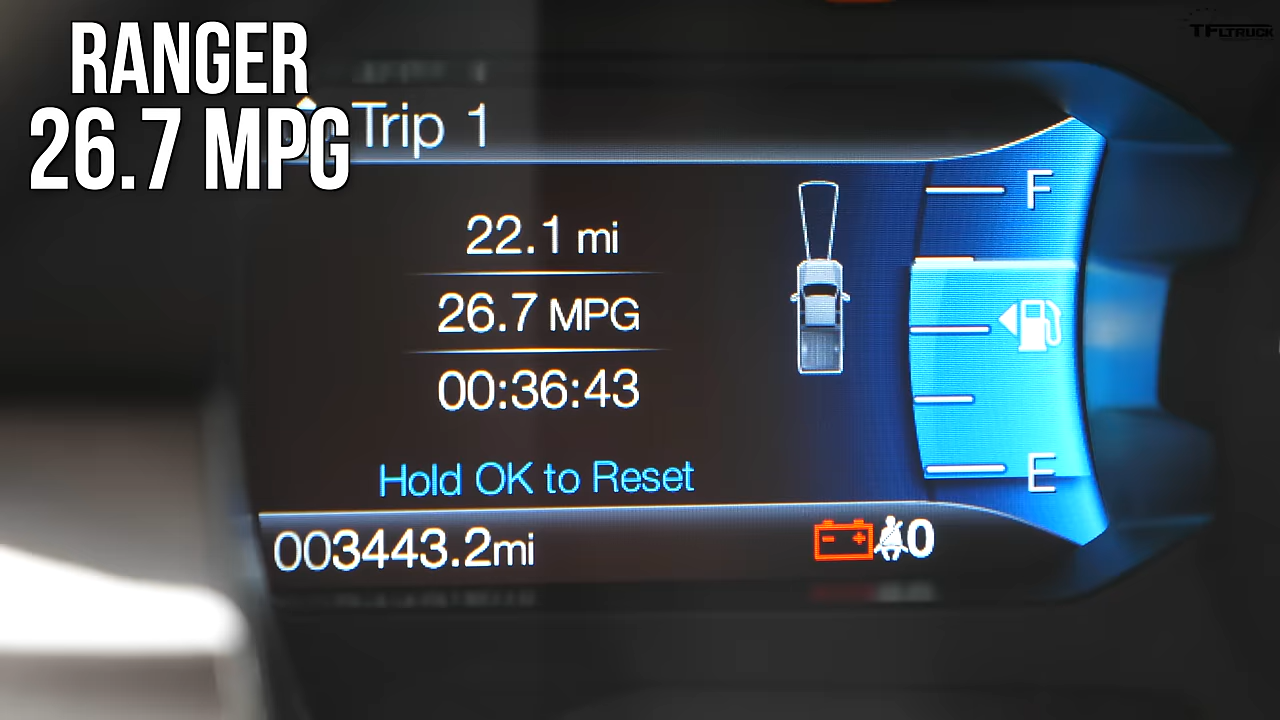 RANGER
26.7 MPG
TFLTRUCK
Trip 1
22.1 mi
26.7 MPG
00:36:43
Hold OK to Reset
F
E
003443.2mi
0